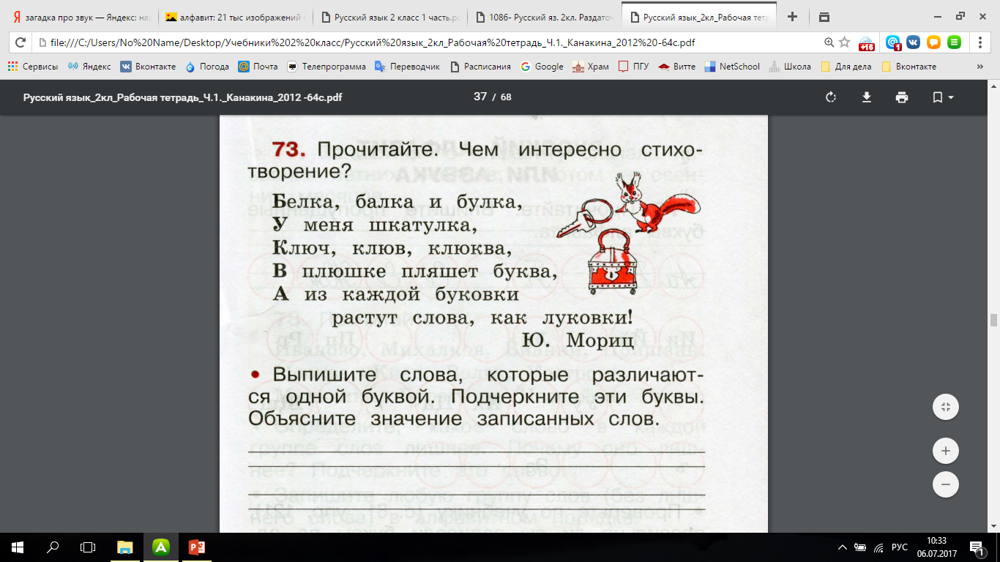 загадка про звук — Яндекс: на
алфавит: 21 тыс изображений
Русский язык 2 класс 1 часть.p
1086- Русский яз. 2кл. Раздаточ
Русский язык_2кл_Рабочая тетр
file:///C:/Users/No%20Name/Desktop/Учебники%202%20класс/Русский%20язык_2кл_Рабочая%20тетрадь_Ч.1._Канакина_2012%20-64с.pdf
+16
1
Сервисы Яндекс Вконтакте Погода Почта Телепрограмма Переводчик Расписания Google Храм ПГУ Витте NetSchool Школа Для дела Вконтакте »
Русский язык_2кл_Рабочая тетрадь_Ч.1._Канакина_2012 -64с.pdf
37 / 68
73. Прочитайте. Чем интересно стихо-
творение?
Белка, балка и булка,
У меня шкатулка,
Ключ, клюв, клюква,
В плюшке пляшет буква,
А из каждой буковки
растут слова, как луковки!
Ю. Мориц
• Выпишите слова, которые различают-
ся одной буквой. Подчеркните эти буквы.
Объясните значение записанных слов.
РУС
10:33
06.07.2017
1